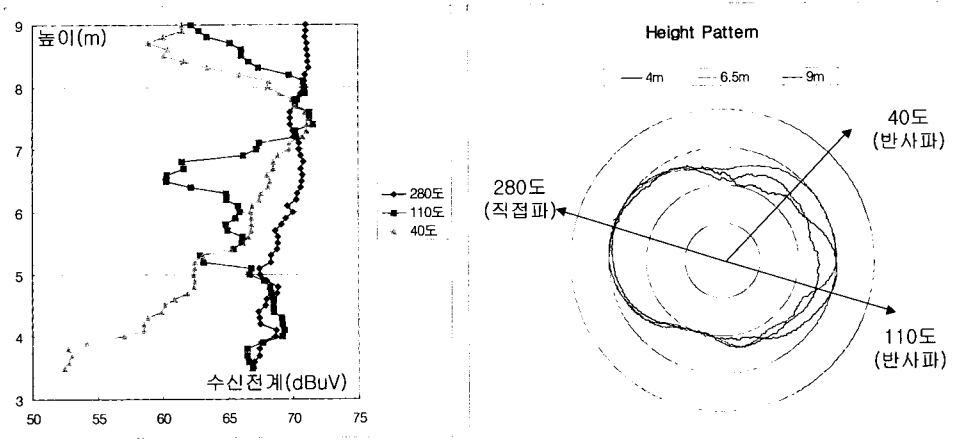 높이(m)
9
8
7
6
5
4
3
50
55
60
65
70
75
수신전계(dBuV)
280도
110도
40도
Height Pattern
4m
6.5m
9m
40도
(반사파)
280도
(직접파)
110도
(반사파)